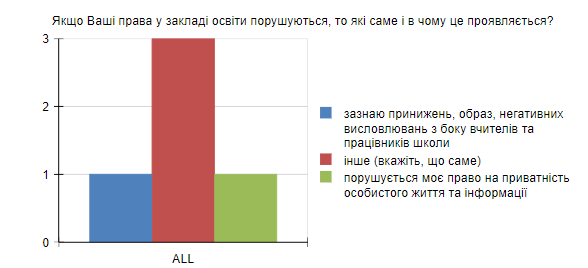 Якщо Ваші права у закладі освіти порушуються, то які саме і в чому це проявляється?
3
2
1
0
ALL
зазнаю принижень, образ, негативних
висловлювань з боку вчителів та
працівників школи
інше (вкажіть, що саме)
порушується моє право на приватність
особистого життя та інформації